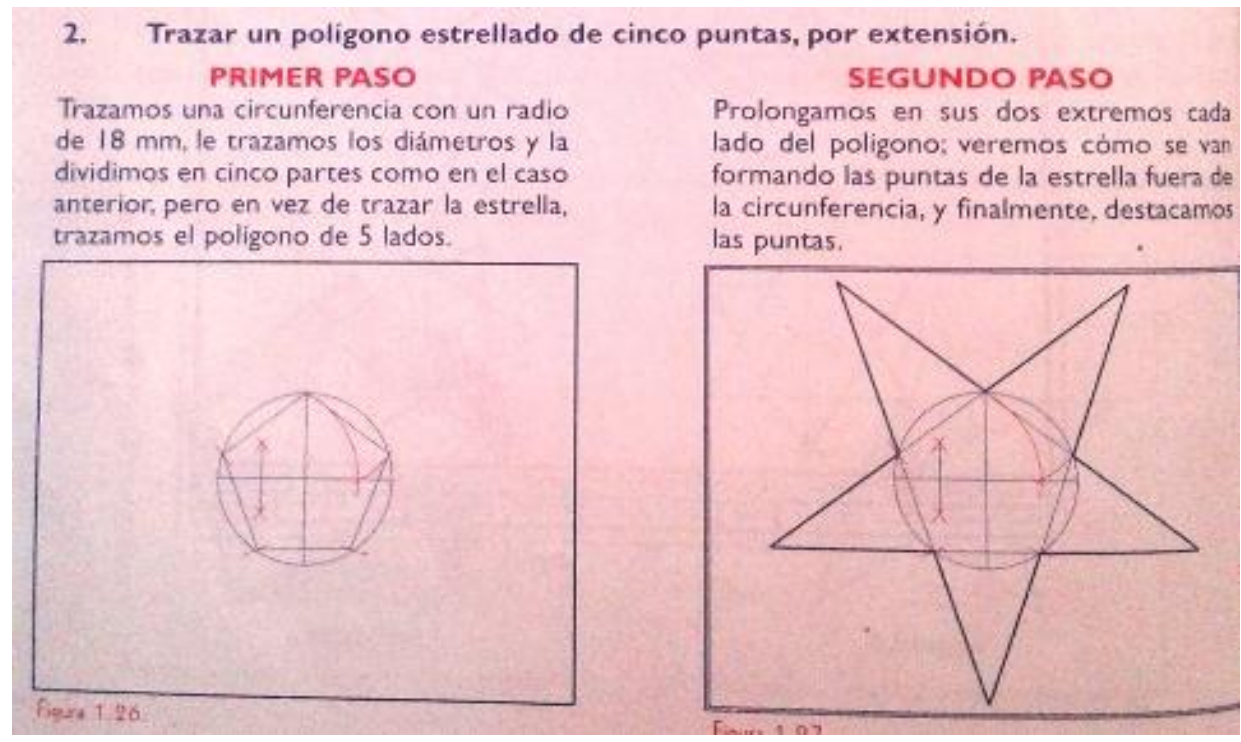 2. Trazar un polígono estrellado de cinco puntas, por extensión.
PRIMER PASO
Trazamos una circunferencia con un radio
de 18 mm, le trazamos los diámetros y la
dividimos en cinco partes como en el caso
anterior, pero en vez de trazar la estrella,
trazamos el polígono de 5 lados.
Figura 1.26.
SEGUNDO PASO
Prolongamos en sus dos extremos cada
lado del polígono; veremos cómo se van
formando las puntas de la estrella fuera de
la circunferencia, y finalmente, destacamos
las puntas.
Figura 1.27